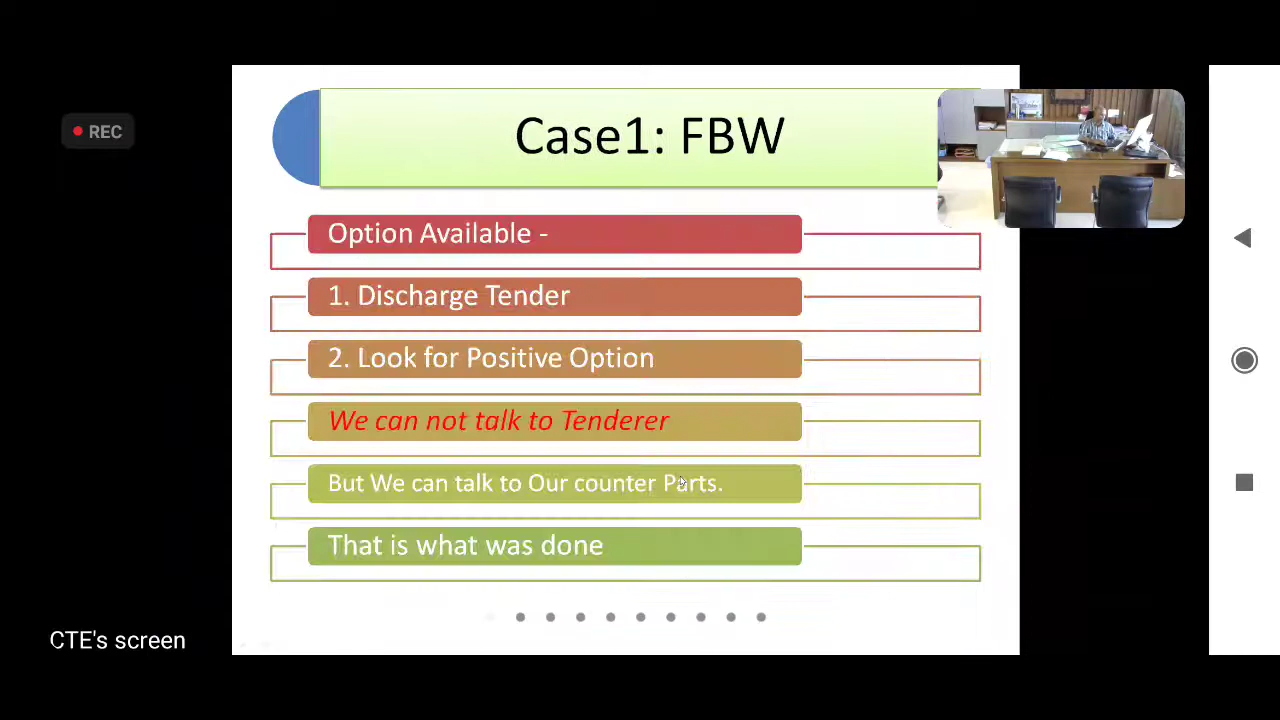 REC
Case1: FBW
Option Available -
1. Discharge Tender
2. Look for Positive Option
We can not talk to Tenderer
But We can talk to Our counter Parts.
That is what was done
CTE's screen